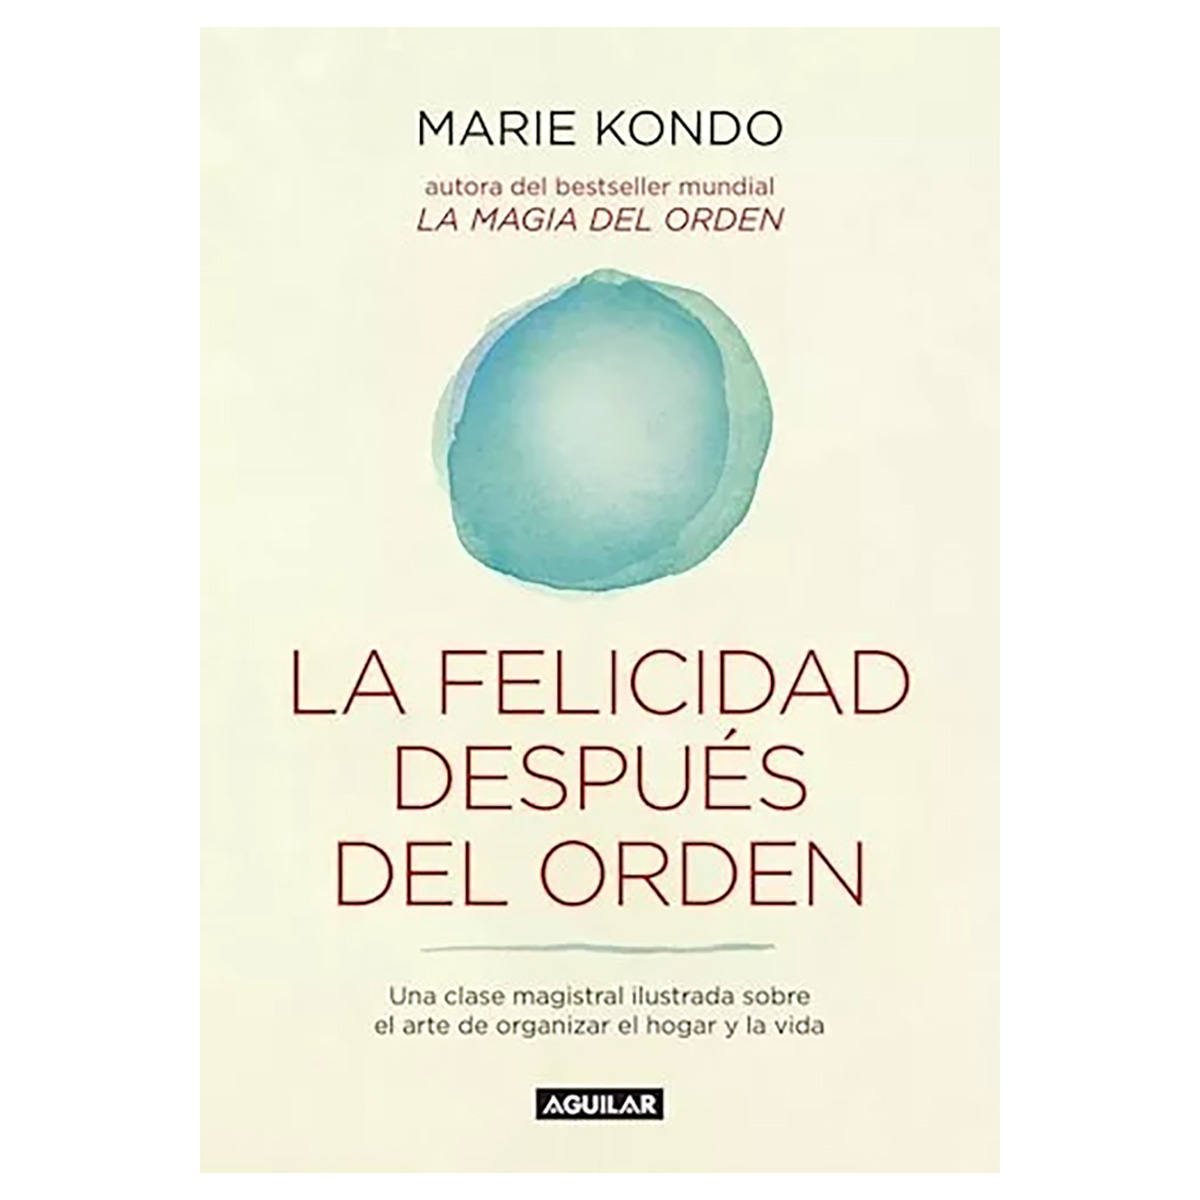 MARIE KONDO
autora del bestseller mundial
LA MAGIA DEL ORDEN
LA FELICIDAD
DESPUÉS
DEL ORDEN
Una clase magistral ilustrada sobre
el arte de organizar el hogar y la vida
AGUILAR